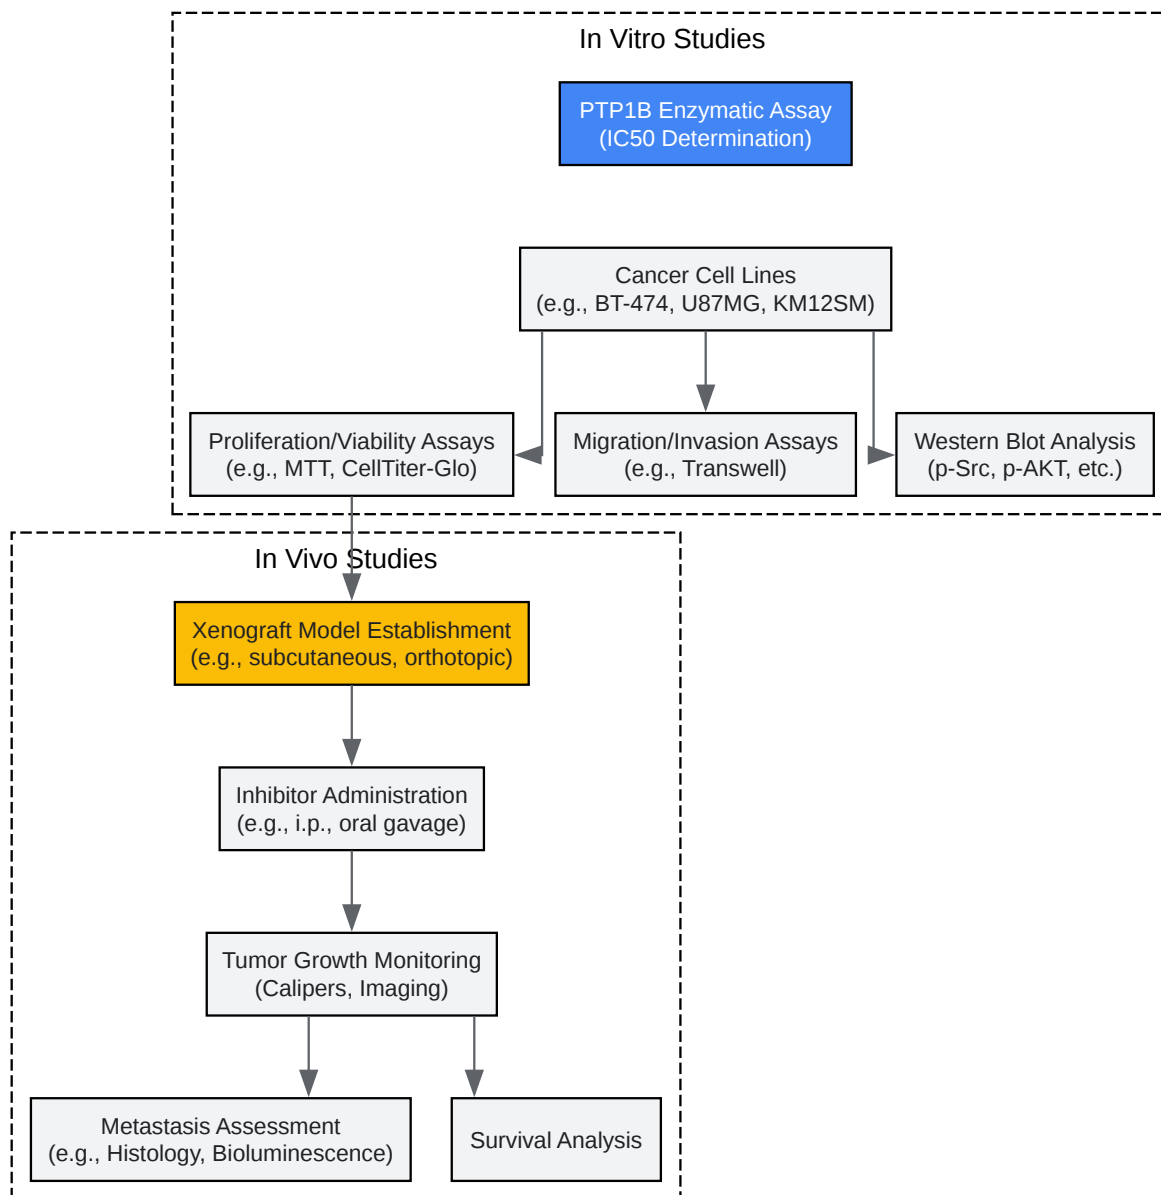 In Vitro Studies
PTP1B Enzymatic Assay
(IC50 Determination)
Cancer Cell Lines
(e.g., BT-474, U87MG, KM12SM)
Proliferation/Viability Assays
(e.g., MTT, CellTiter-Glo)
Migration/Invasion Assays
(e.g., Transwell)
Western Blot Analysis
(p-Src, p-AKT, etc.)
In Vivo Studies
Xenograft Model Establishment
(e.g., subcutaneous, orthotopic)
Inhibitor Administration
(e.g., i.p., oral gavage)
Tumor Growth Monitoring
(Calipers, Imaging)
Metastasis Assessment
(e.g., Histology, Bioluminescence)
Survival Analysis